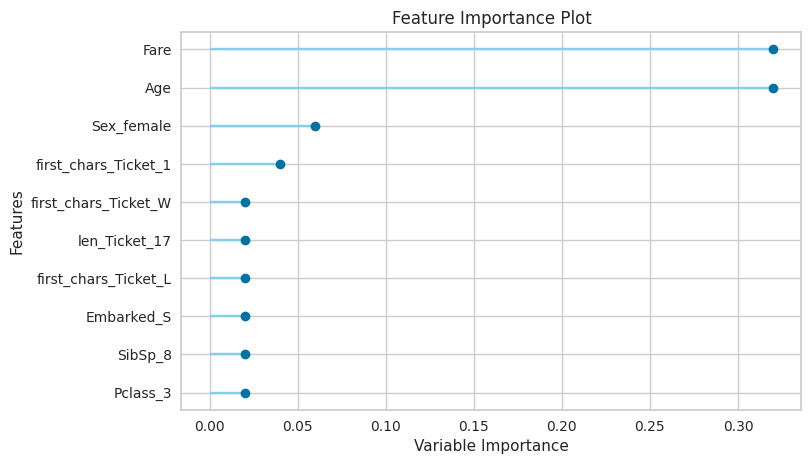 Feature Importance Plot
Features
Fare
Age
Sex_female
first_chars_Ticket_1
first_chars_Ticket_W
len_Ticket_17
first_chars_Ticket_L
Embarked_S
SibSp_8
Pclass_3
0.00 0.05 0.10 0.15 0.20 0.25 0.30
Variable Importance